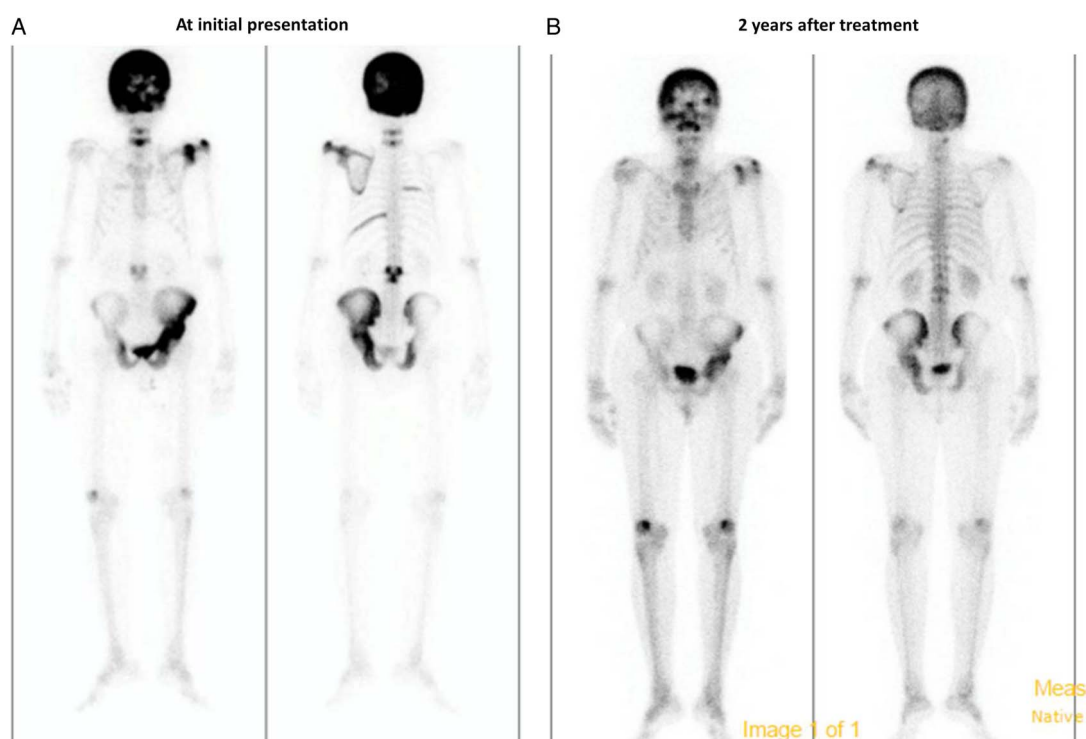 A
At initial presentation
B
2 years after treatment
Meas
Native
Image 1 of 1